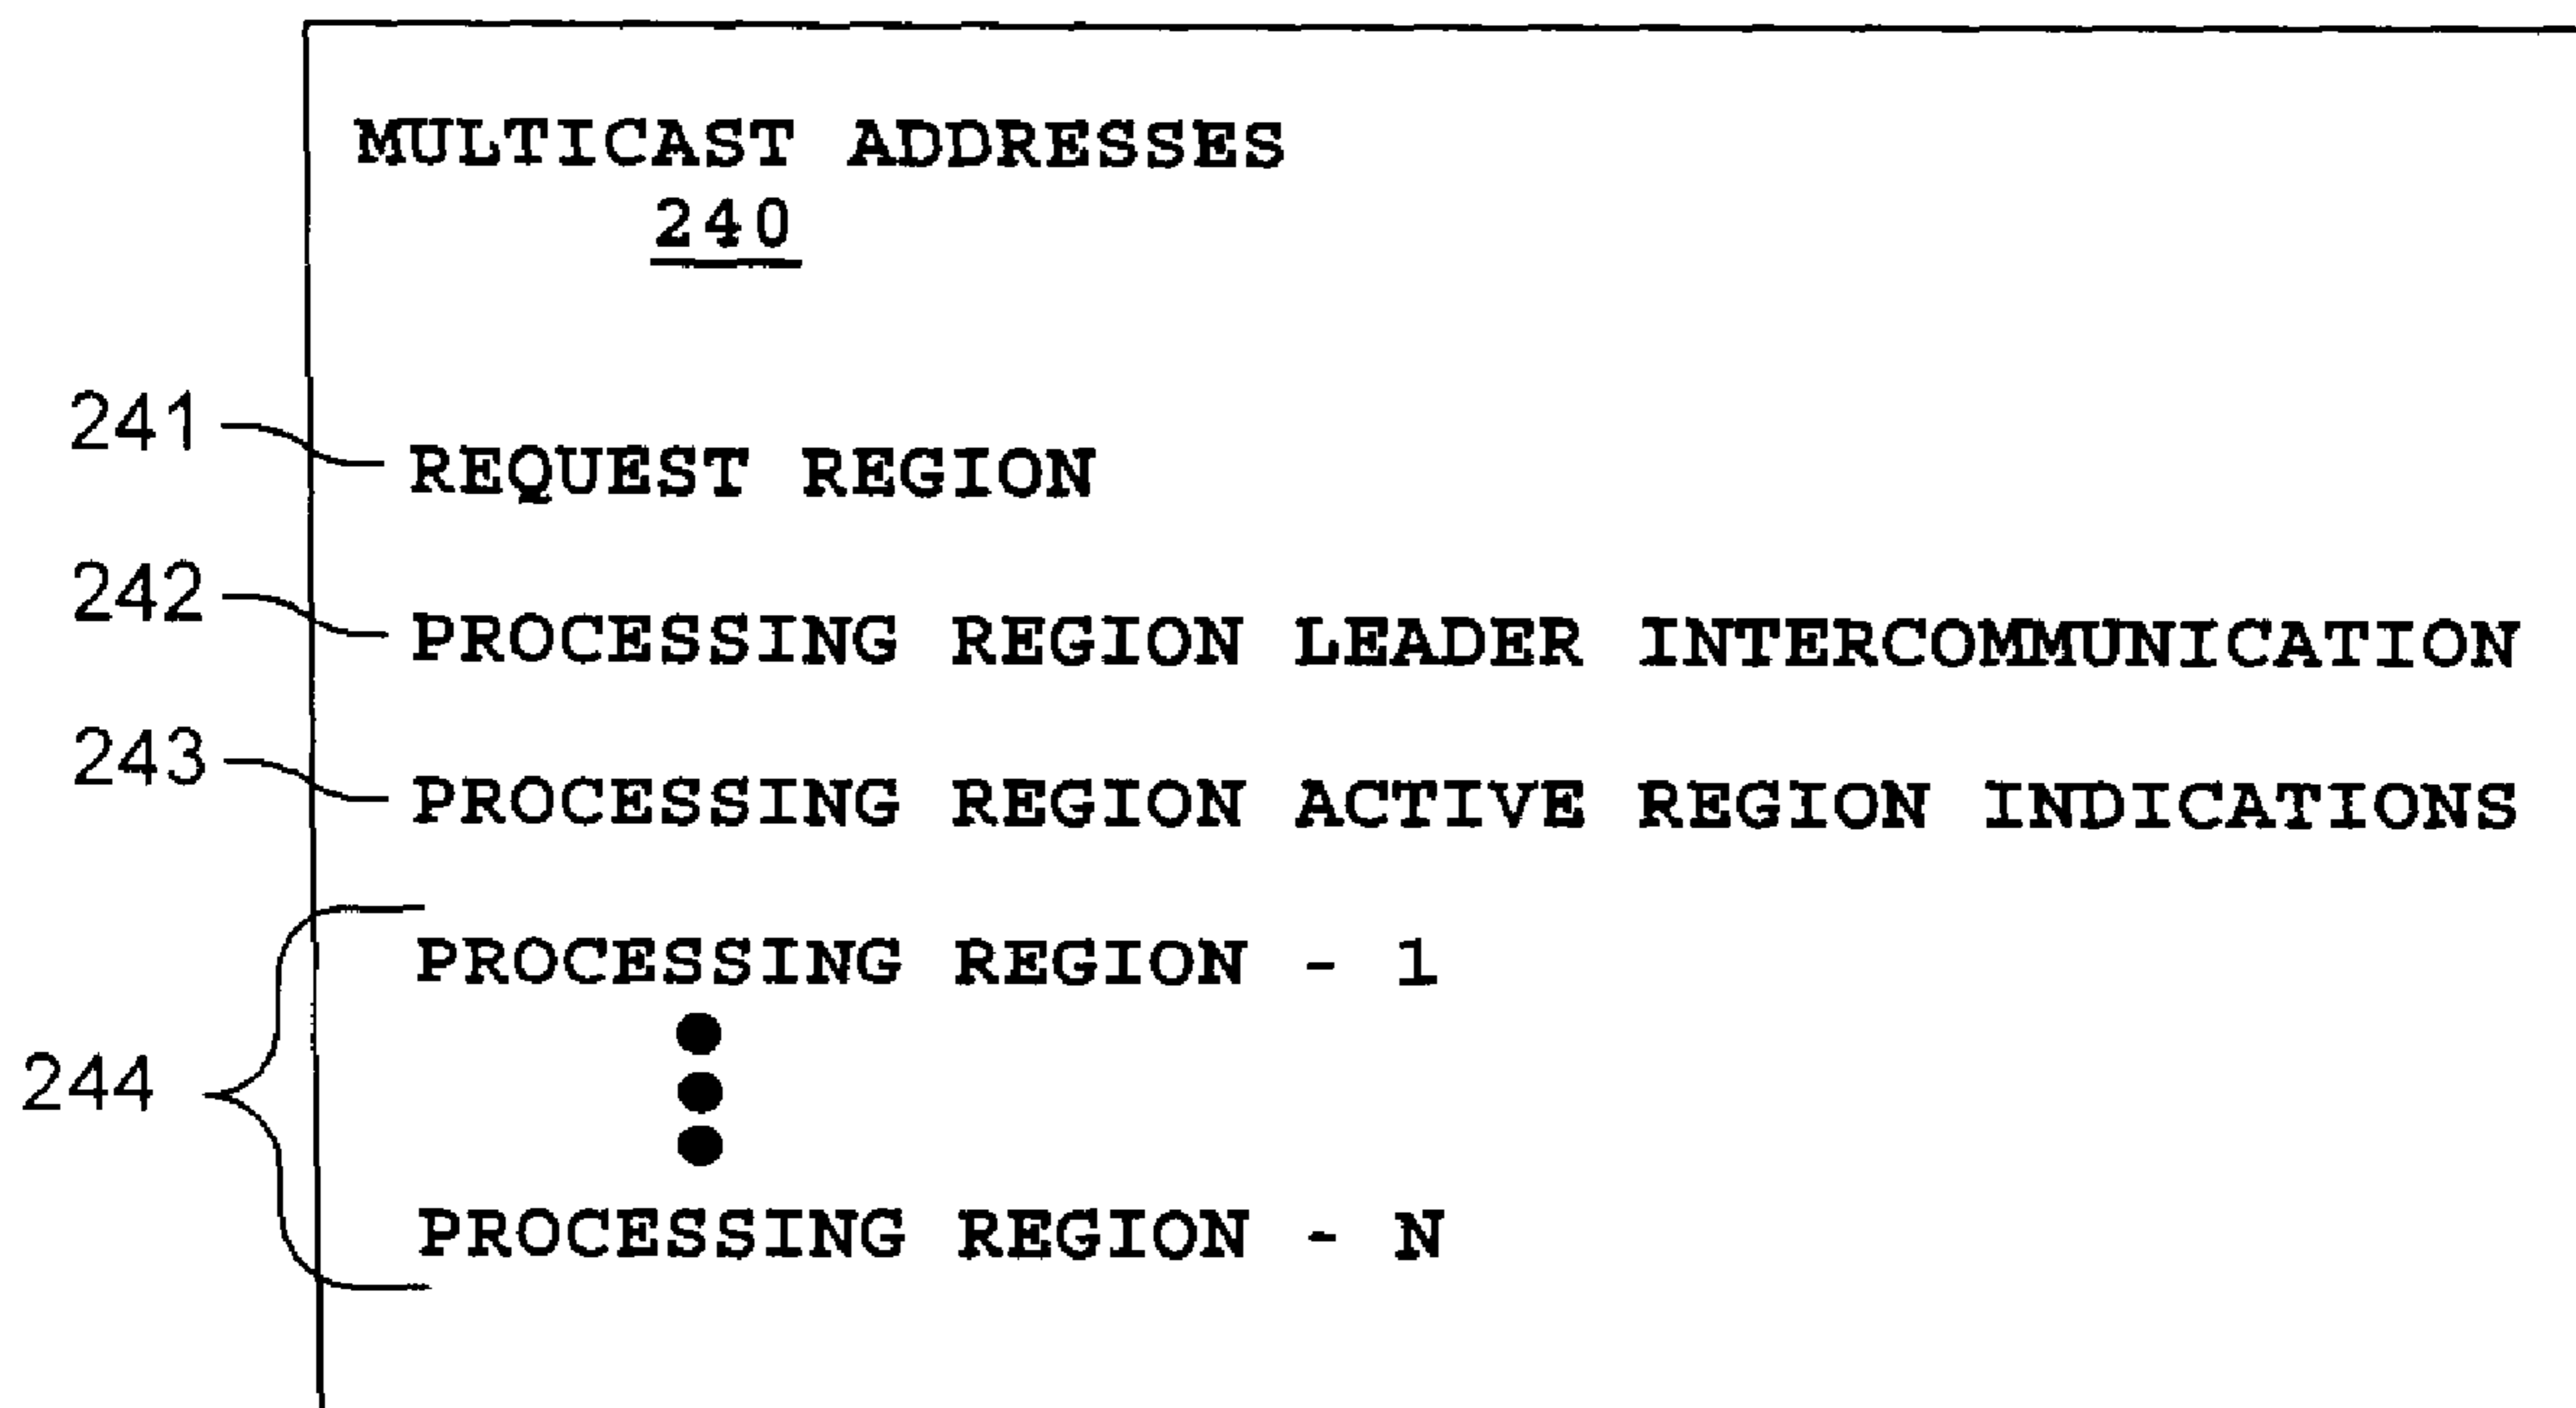 MULTICAST ADDRESSES
240
241 REQUEST REGION
242 PROCESSING REGION LEADER INTERCOMMUNICATION
243 PROCESSING REGION ACTIVE REGION INDICATIONS
PROCESSING REGION - 1
244
PROCESSING REGION - N